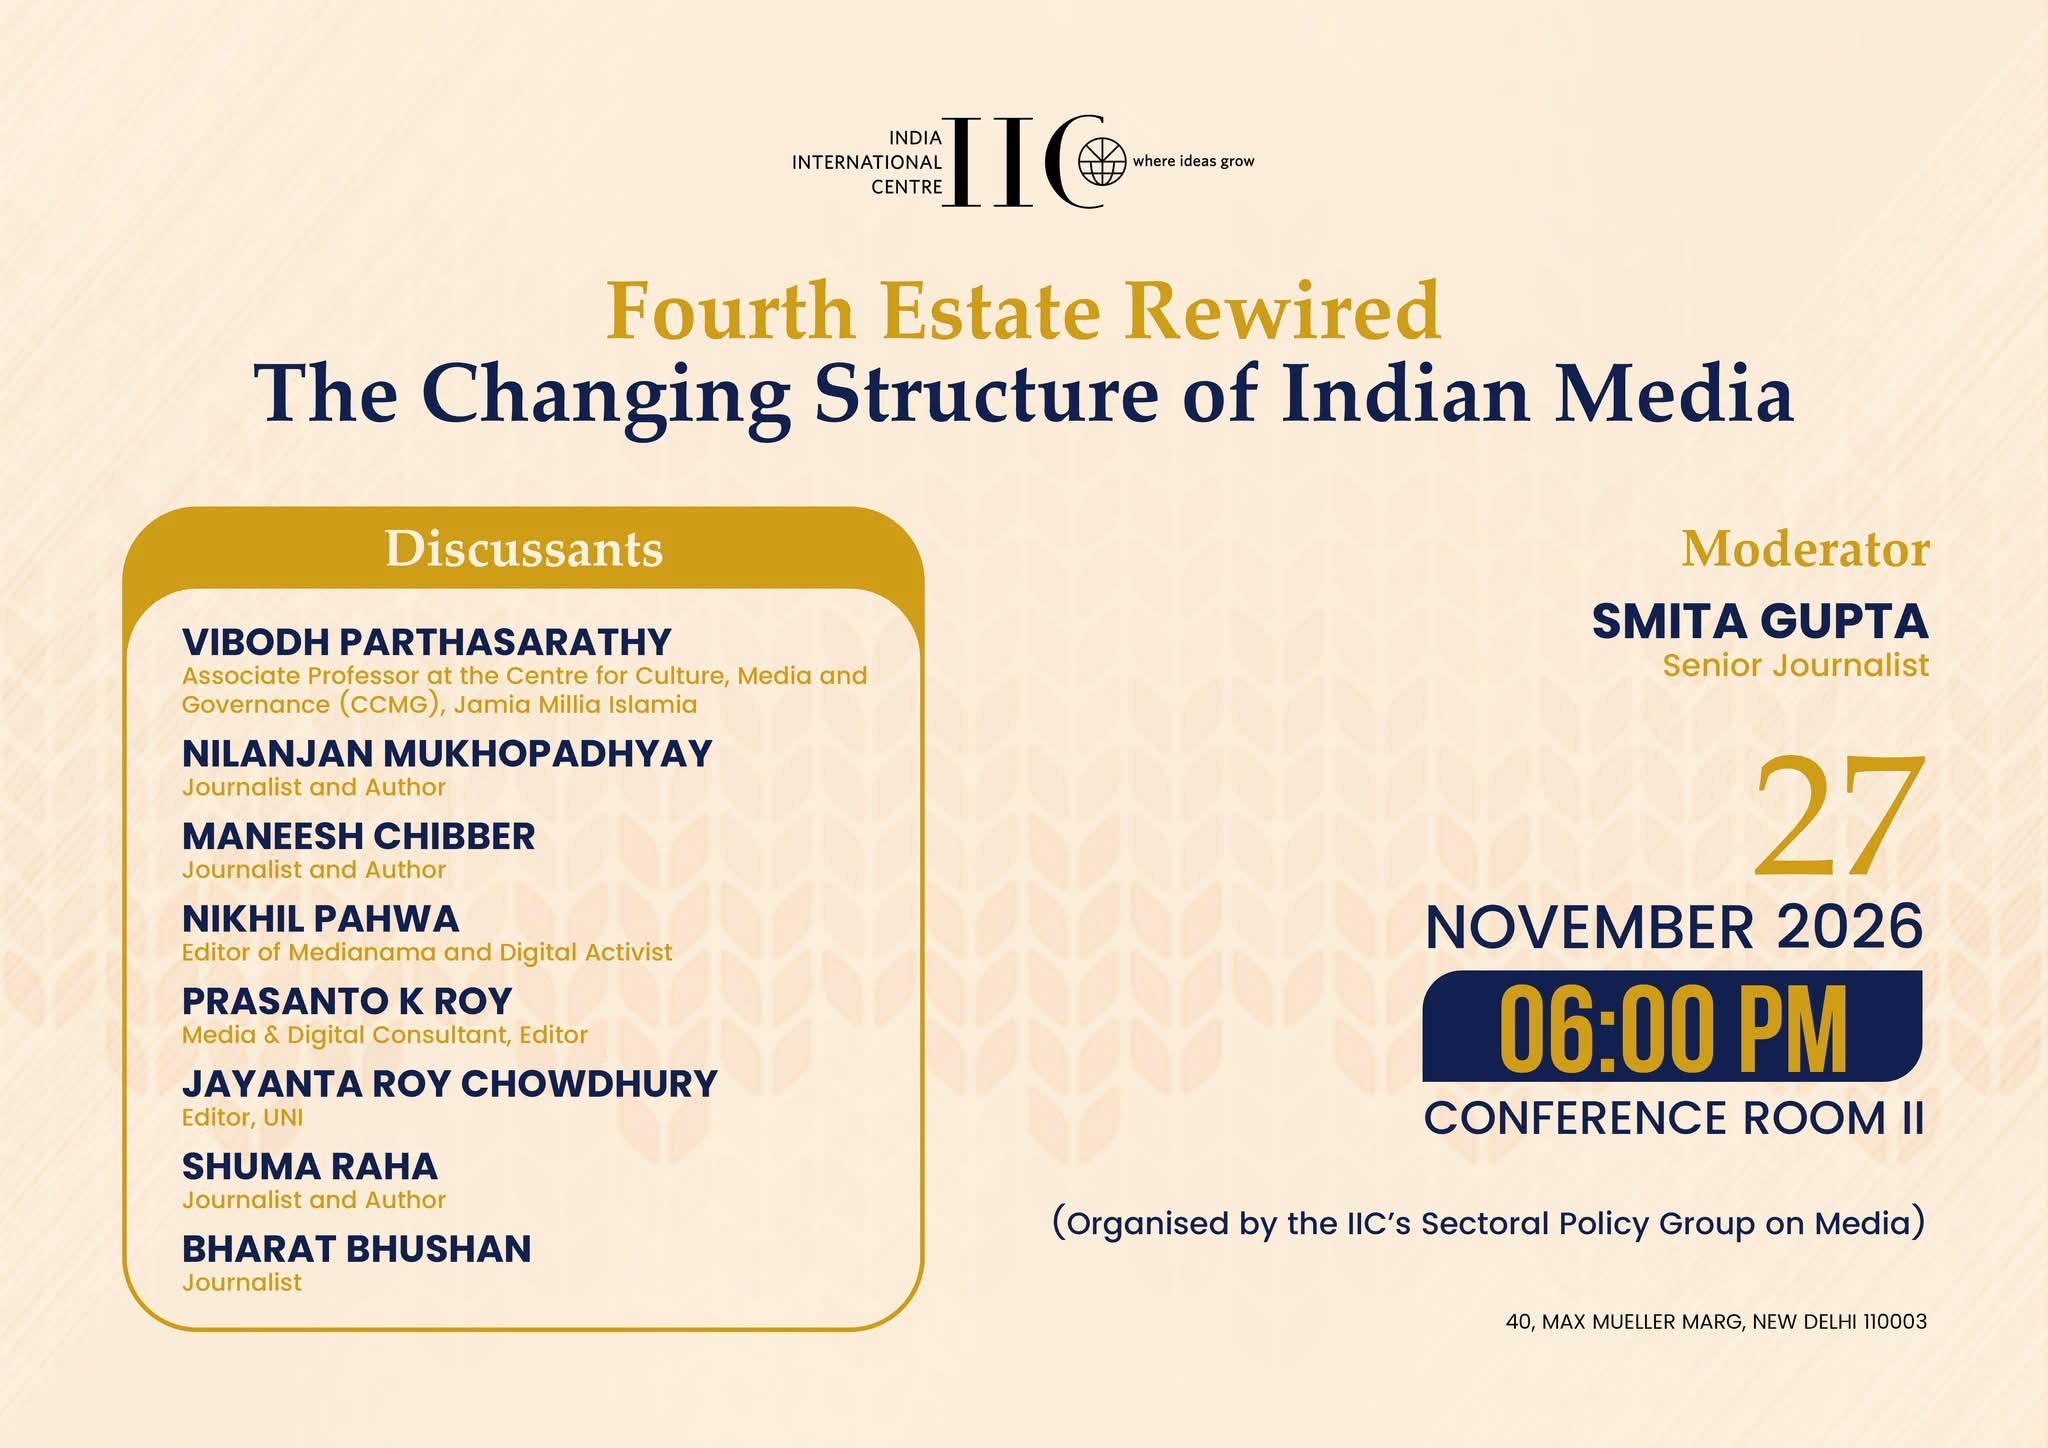 INDIA
INTERNATIONAL
CENTRE
IIC
where ideas grow
Fourth Estate Rewired
The Changing Structure of Indian Media
Discussants
VIBODH PARTHASARATHY
Associate Professor at the Centre for Culture, Media and
Governance (CCMG), Jamia Millia Islamia
NILANJAN MUKHOPADHYAY
Journalist and Author
MANEESH CHIBBER
Journalist and Author
NIKHIL PAHWA
Editor of Medianama and Digital Activist
PRASANTO K ROY
Media & Digital Consultant, Editor
JAYANTA ROY CHOWDHURY
Editor, UNI
SHUMA RAHA
Journalist and Author
BHARAT BHUSHAN
Journalist
Moderator
SMITA GUPTA
Senior Journalist
27
NOVEMBER 2026
06:00 PM
CONFERENCE ROOM II
(Organised by the IIC’s Sectoral Policy Group on Media)
40, MAX MUELLER MARG, NEW DELHI 110003